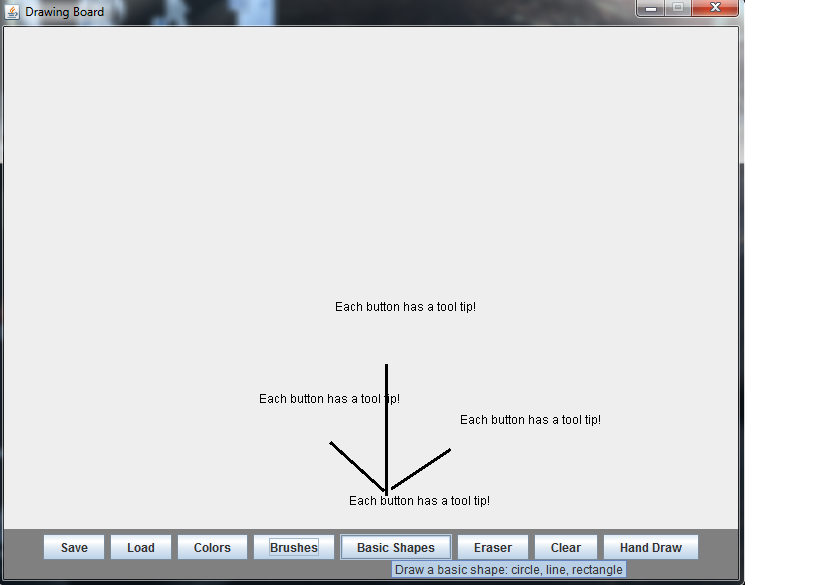 Drawing Board
Each button has a tool tip!
Each button has a tool tip!
Each button has a tool tip!
Each button has a tool tip!
Save Load Colors Brushes Basic Shapes Eraser Clear Hand Draw
Draw a basic shape: circle, line, rectangle